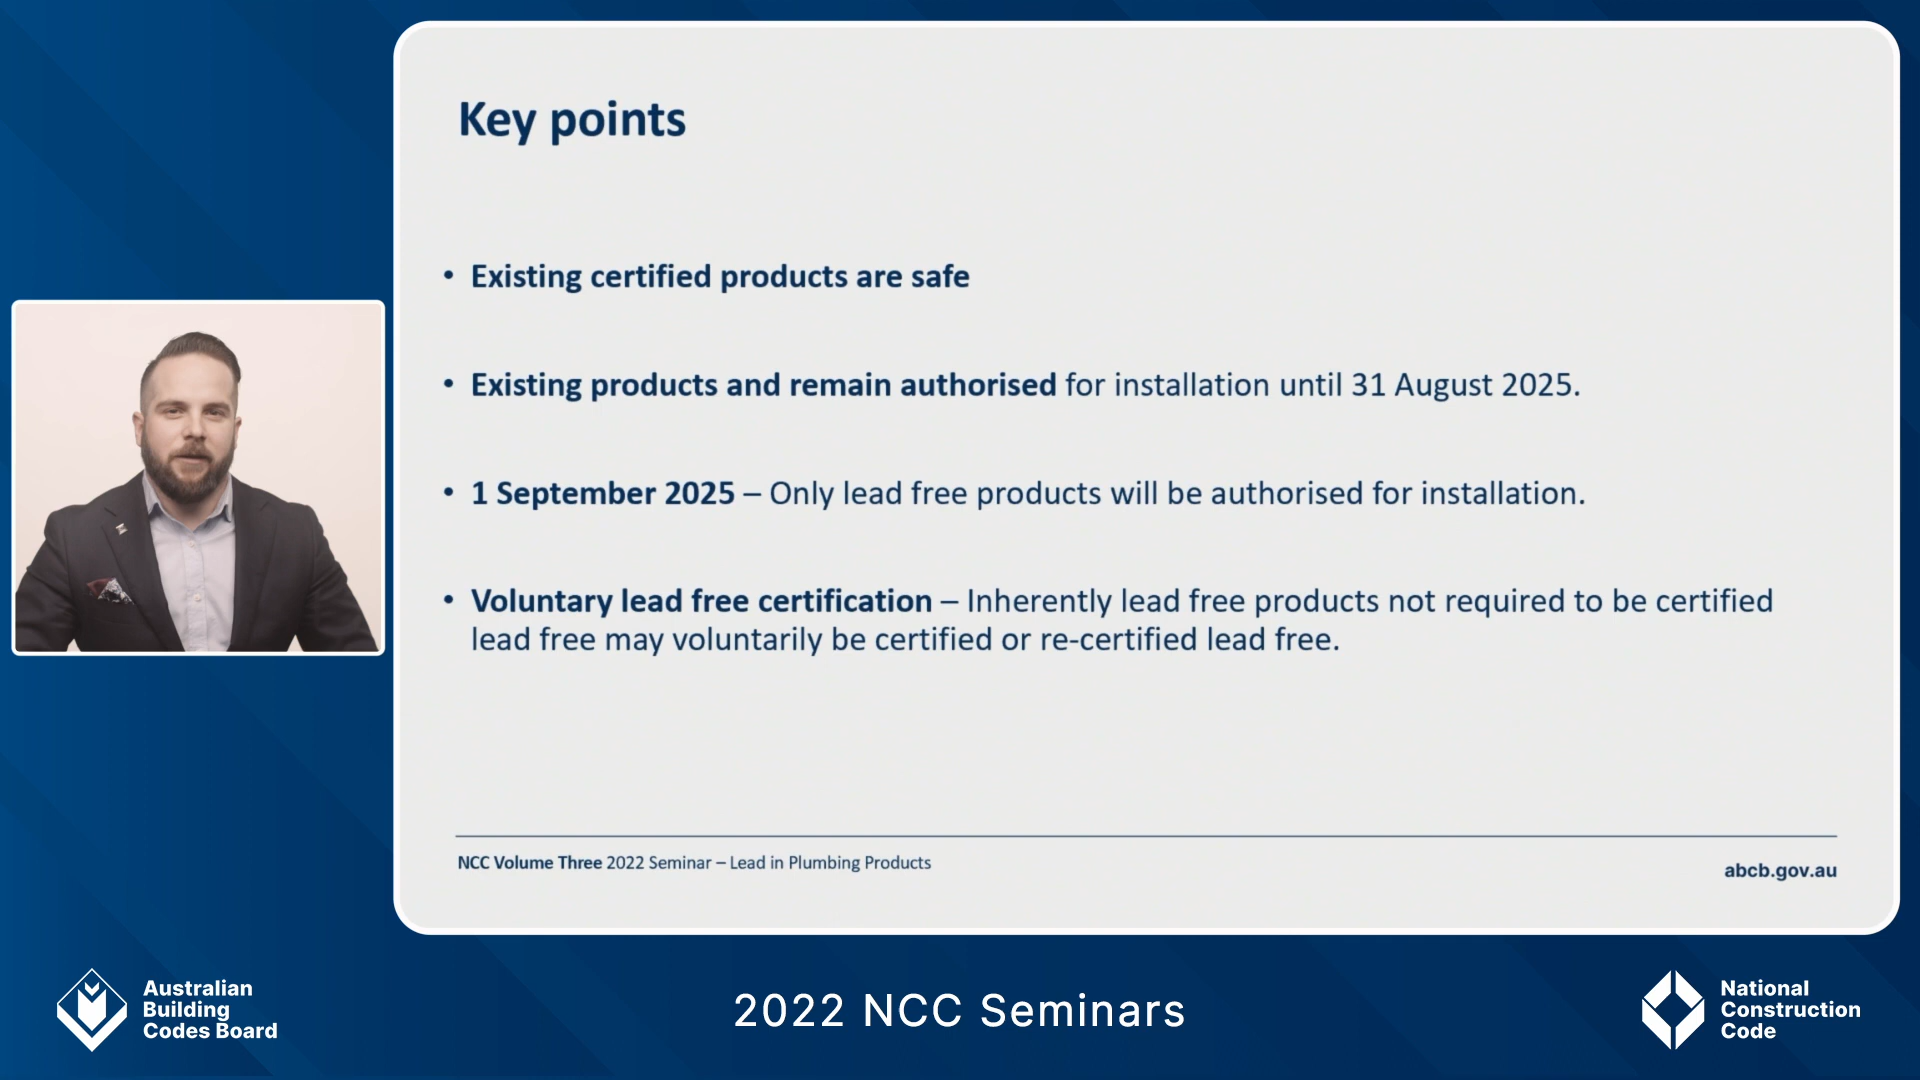 Key points
• Existing certified products are safe
• Existing products and remain authorised for installation until 31 August 2025.
• 1 September 2025 – Only lead free products will be authorised for installation.
• Voluntary lead free certification – Inherently lead free products not required to be certified
lead free may voluntarily be certified or re-certified lead free.
NCC Volume Three 2022 Seminar – Lead in Plumbing Products
abcb.gov.au
Australian
Building
Codes Board
2022 NCC Seminars
National
Construction
Code